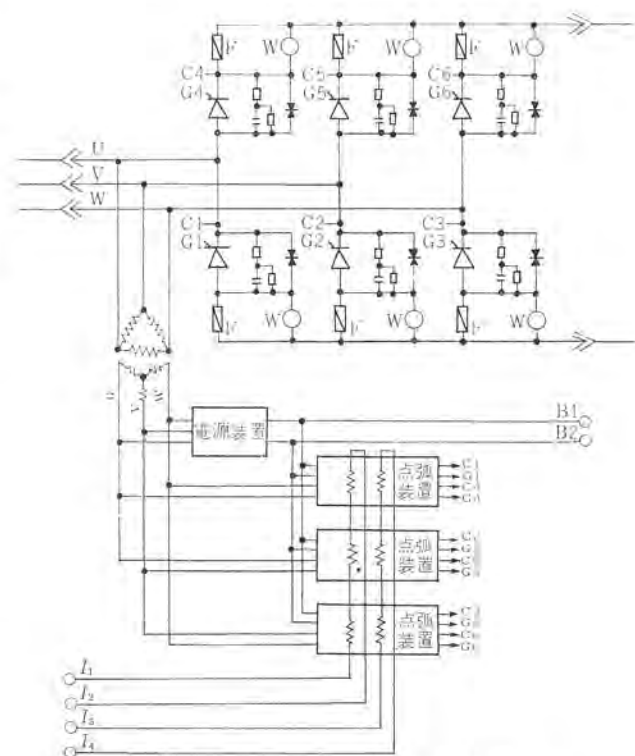 F W F W F W
C4 C5 C6
G4 G5 G6
U
V
W
C1 C2 C3
G1 G2 G3
F W F W F W
u v w
電源装置
B1
B2
点弧
装置
点弧
装置
点弧
装置
I₁
I₂
I₃
I₄